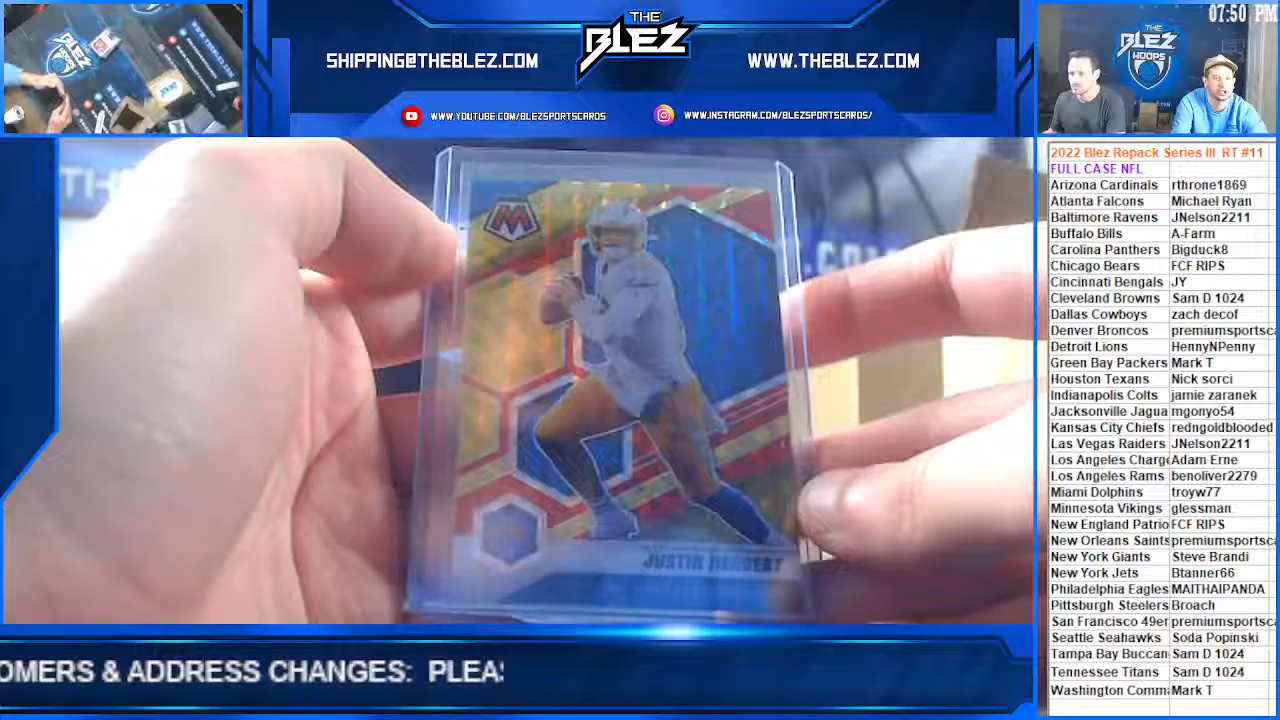 THE
BLEZ
SHIPPING@THEBLEZ.COM
WWW.THEBLEZ.COM
WWW.YOUTUBE.COM/BLEZSPORTSCARDS
WWW.INSTAGRAM.COM/BLEZSPORTSCARDS/
07:50 PM
THE
BLEZ
HOOPS
M
JUSTIN HERBERT
OMERS & ADDRESS CHANGES: PLEAS
2022 Blez Repack Series III RT #11
FULL CASE NFL
Arizona Cardinals rthrone1869
Atlanta Falcons Michael Ryan
Baltimore Ravens JNelson2211
Buffalo Bills A-Farm
Carolina Panthers Bigduck8
Chicago Bears FCF RIPS
Cincinnati Bengals JY
Cleveland Browns Sam D 1024
Dallas Cowboys zach decof
Denver Broncos premiumsportsca
Detroit Lions HennyNPenny
Green Bay Packers Mark T
Houston Texans Nick sorci
Indianapolis Colts jamie zaranek
Jacksonville Jagua mgonyo54
Kansas City Chiefs redngoldblooded
Las Vegas Raiders JNelson2211
Los Angeles Charge Adam Erne
Los Angeles Rams benoliver2279
Miami Dolphins troyw77
Minnesota Vikings glessman
New England Patrio FCF RIPS
New Orleans Saints premiumsportsca
New York Giants Steve Brandi
New York Jets Btanner66
Philadelphia Eagles MAITHAIPANDA
Pittsburgh Steelers Broach
San Francisco 49er premiumsportsca
Seattle Seahawks Soda Popinski
Tampa Bay Buccan Sam D 1024
Tennessee Titans Sam D 1024
Washington Comma Mark T